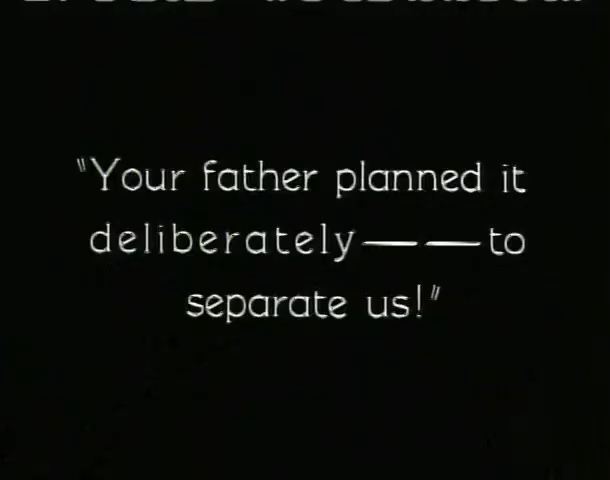 "Your father planned it
deliberately — — to
separate us!"